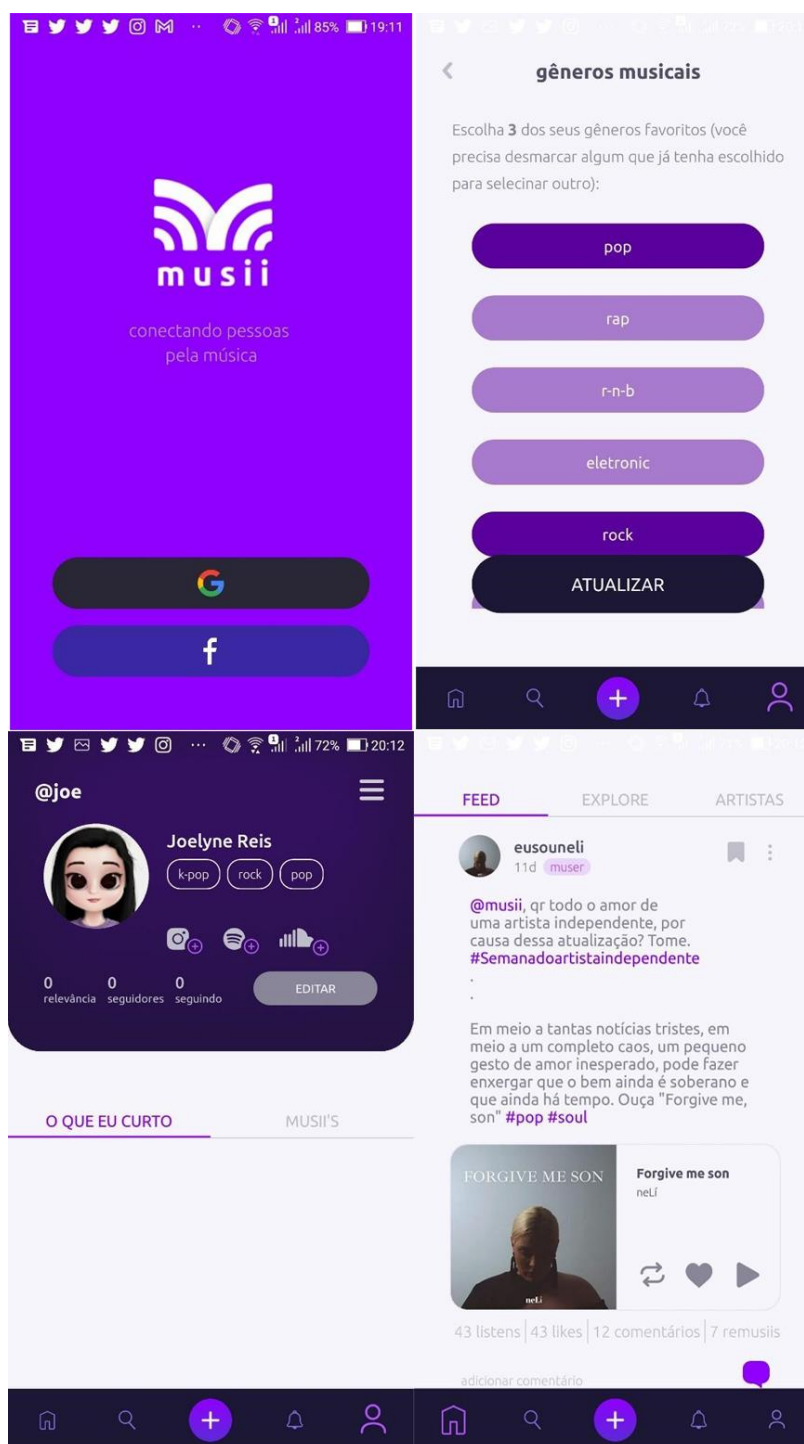 85% 19:11
musii
conectando pessoas
pela música
G
f
gêneros musicais
Escolha 3 dos seus gêneros favoritos (você
precisa desmarcar algum que já tenha escolhido
para selecinar outro):
pop
rap
r-n-b
eletronic
rock
ATUALIZAR
72% 20:12
@joe
Joelyne Reis
k-pop rock pop
0 0 0
relevância seguidores seguindo
EDITAR
O QUE EU CURTO MUSII'S
FEED EXPLORE ARTISTAS
eusouneli
11d muser
@musii, qr todo o amor de
uma artista independente, por
causa dessa atualização? Tome.
#Semanadoartistaindependente
.
.
Em meio a tantas notícias tristes, em
meio a um completo caos, um pequeno
gesto de amor inesperado, pode fazer
enxergar que o bem ainda é soberano e
que ainda há tempo. Ouça "Forgive me,
son" #pop #soul
FORGIVE ME SON
neLí
Forgive me son
neLí
43 listens 43 likes 12 comentários 7 remusiis
adicionar comentário